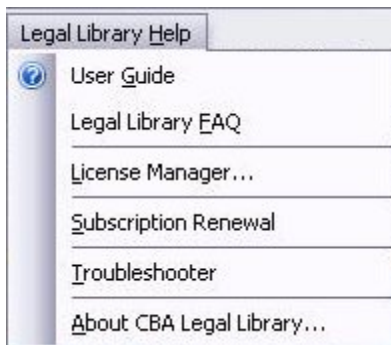 Legal Library Help
User Guide
Legal Library FAQ
License Manager...
Subscription Renewal
Troubleshooter
About CBA Legal Library...